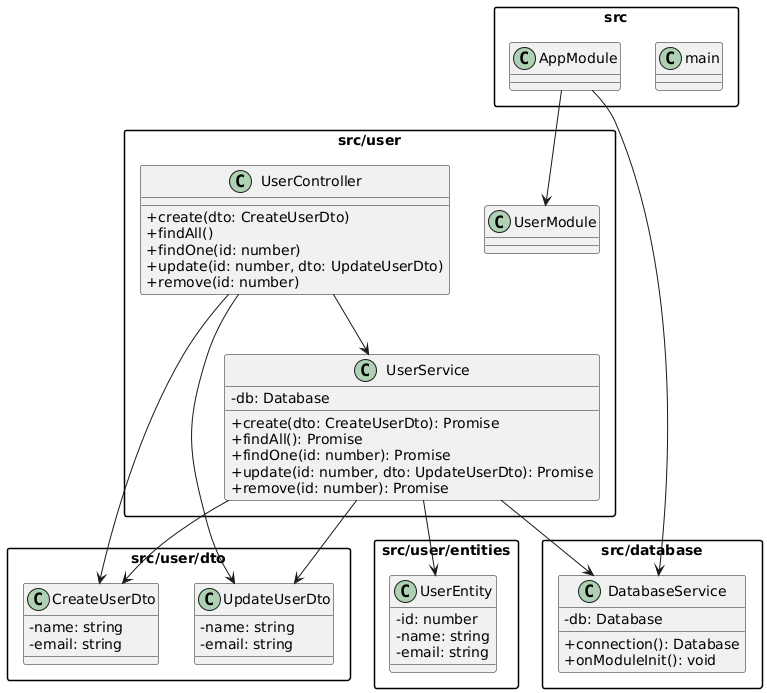 src
C AppModule
C main
src/user
C UserController
+create(dto: CreateUserDto)
+findAll()
+findOne(id: number)
+update(id: number, dto: UpdateUserDto)
+remove(id: number)
C UserModule
C UserService
-db: Database
+create(dto: CreateUserDto): Promise
+findAll(): Promise
+findOne(id: number): Promise
+update(id: number, dto: UpdateUserDto): Promise
+remove(id: number): Promise
src/user/dto
C CreateUserDto
-name: string
-email: string
C UpdateUserDto
-name: string
-email: string
src/user/entities
C UserEntity
-id: number
-name: string
-email: string
src/database
C DatabaseService
-db: Database
+connection(): Database
+onModuleInit(): void